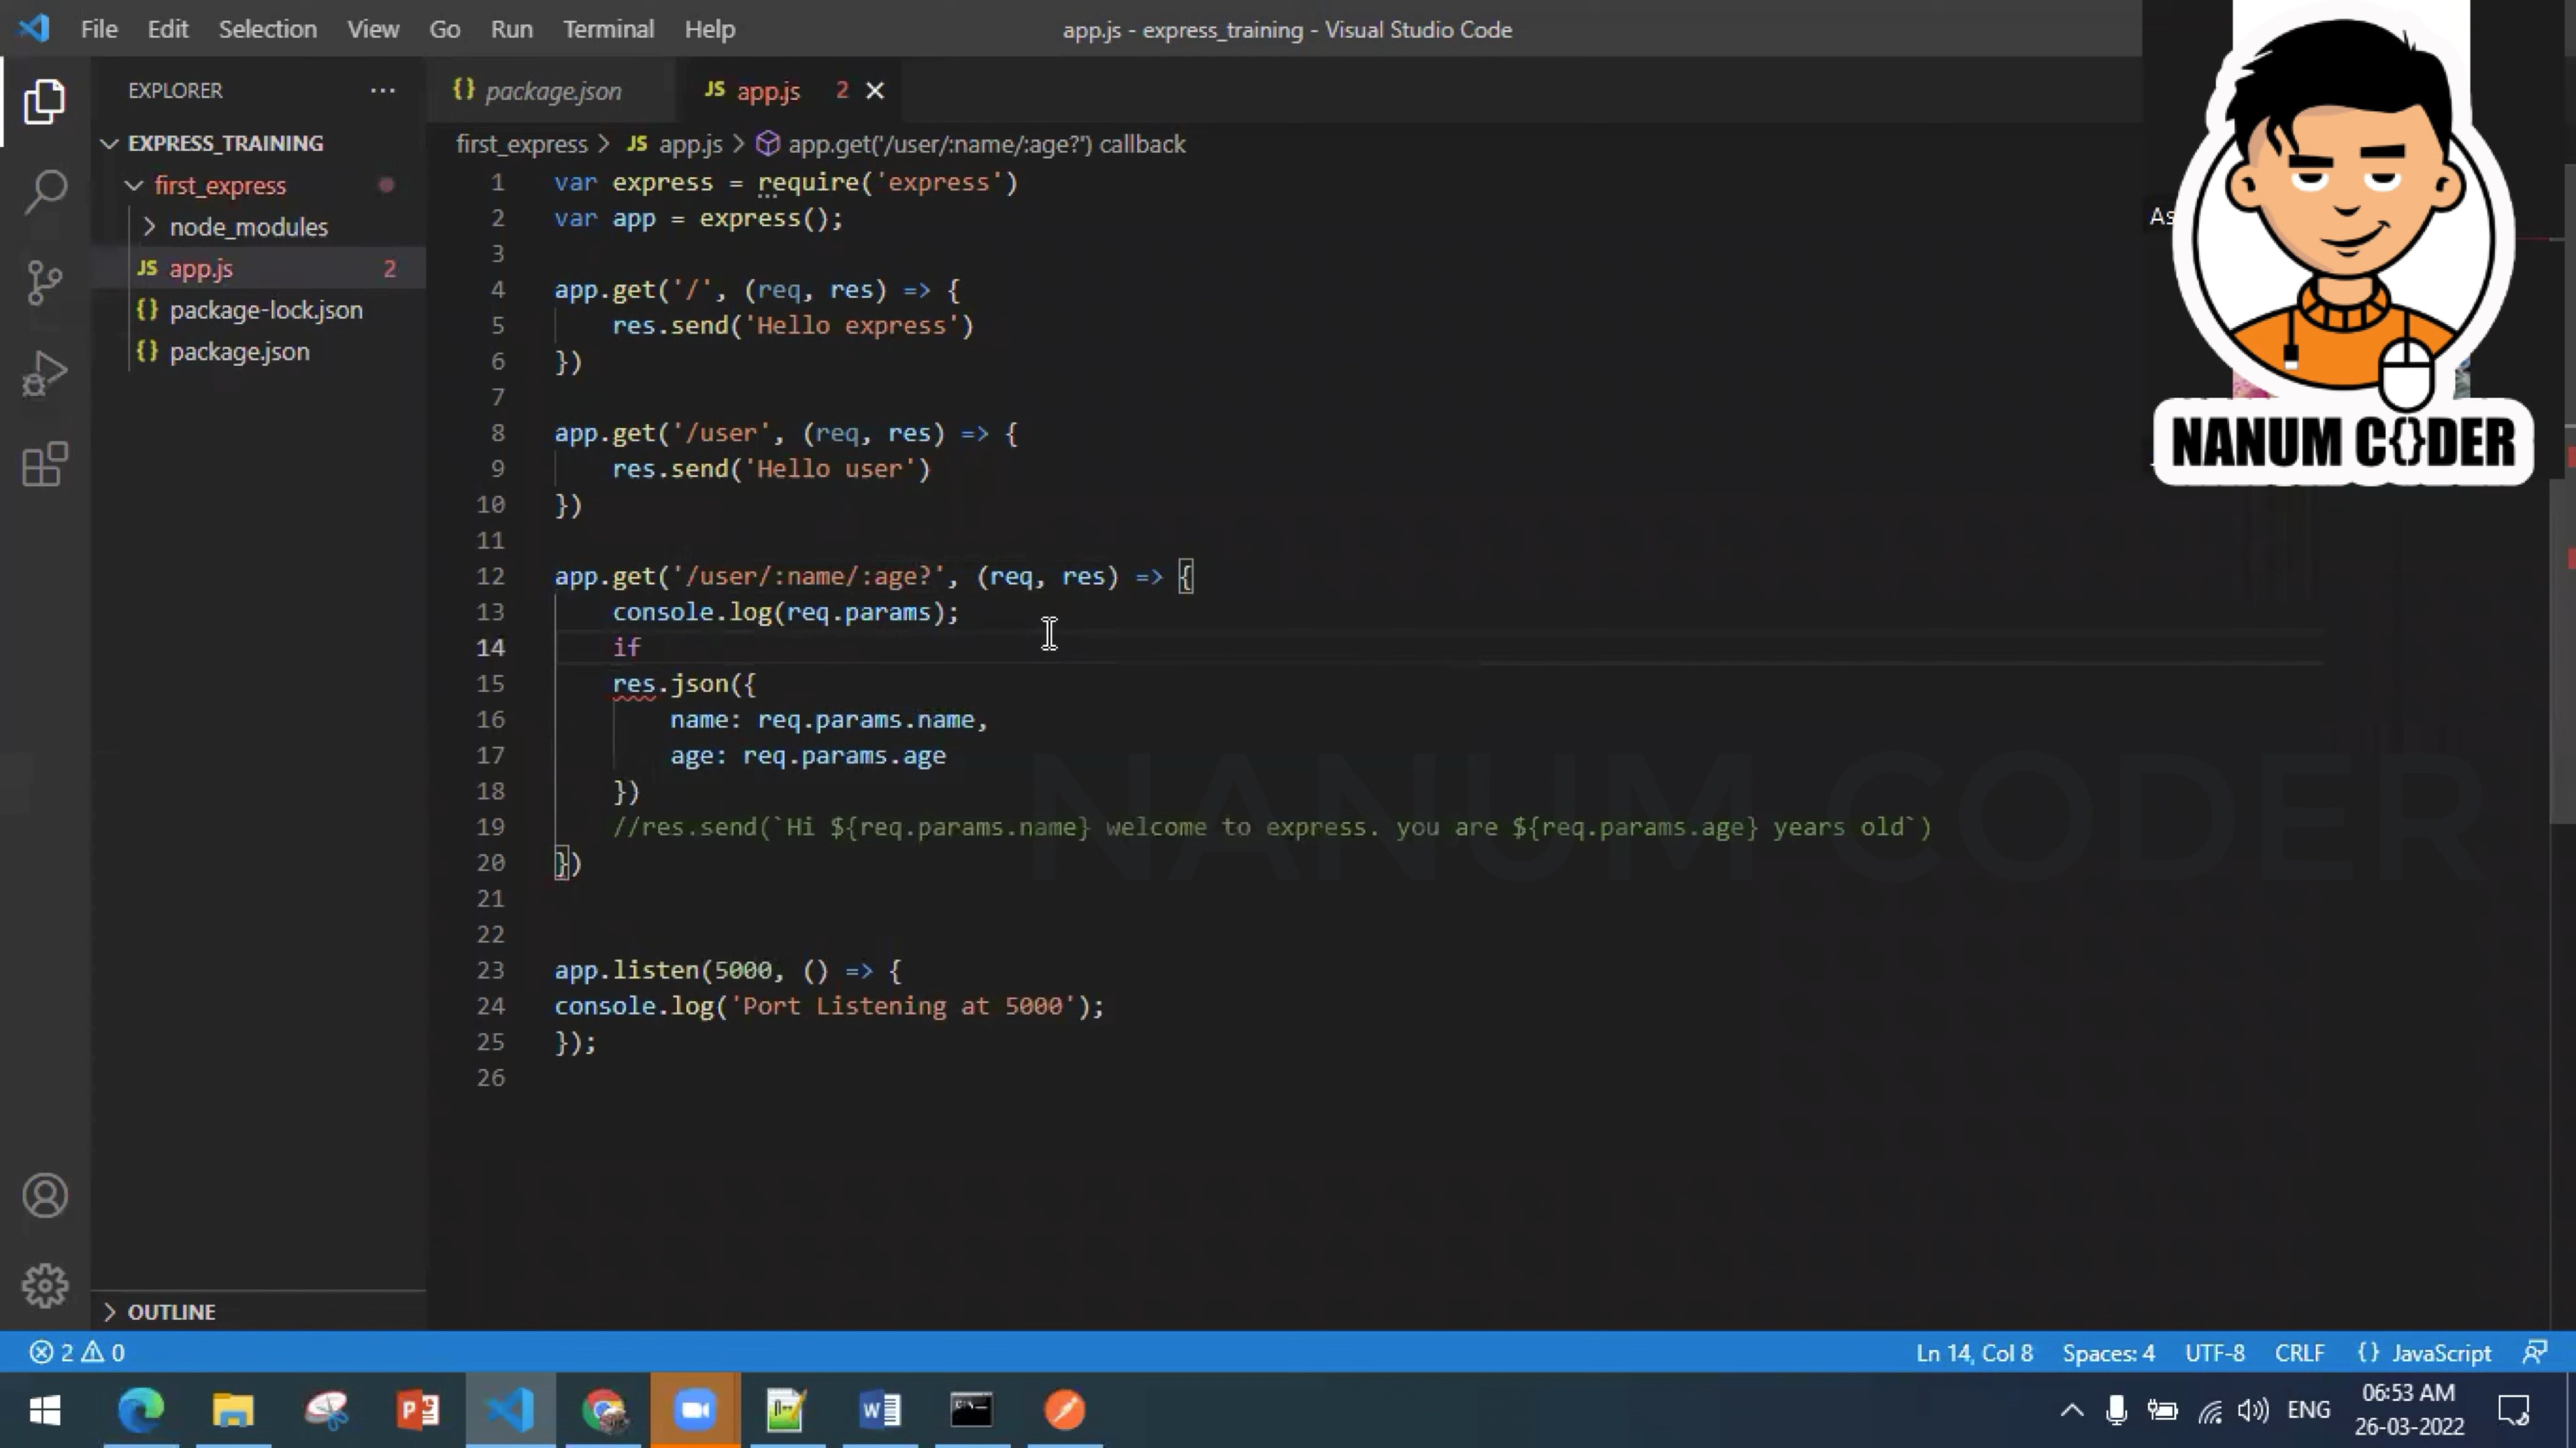 File Edit Selection View Go Run Terminal Help
app.js - express_training - Visual Studio Code
EXPLORER
EXPRESS_TRAINING
first_express
node_modules
JS app.js 2
{} package-lock.json
{} package.json
OUTLINE
{} package.json JS app.js 2
first_express > JS app.js > app.get('/user/:name/:age?') callback
1 var express = require('express')
2 var app = express();
3
4 app.get('/', (req, res) => {
5 res.send('Hello express')
6 })
7
8 app.get('/user', (req, res) => {
9 res.send('Hello user')
10 })
11
12 app.get('/user/:name/:age?', (req, res) => {
13 console.log(req.params);
14 if
15 res.json({
16 name: req.params.name,
17 age: req.params.age
18 })
19 //res.send(`Hi ${req.params.name} welcome to express. you are ${req.params.age} years old`)
20 })
21
22
23 app.listen(5000, () => {
24 console.log('Port Listening at 5000');
25 });
26
As
NANUM C{}DER
NANUM CODER
2 0
Ln 14, Col 8 Spaces: 4 UTF-8 CRLF {} JavaScript
ENG
06:53 AM
26-03-2022